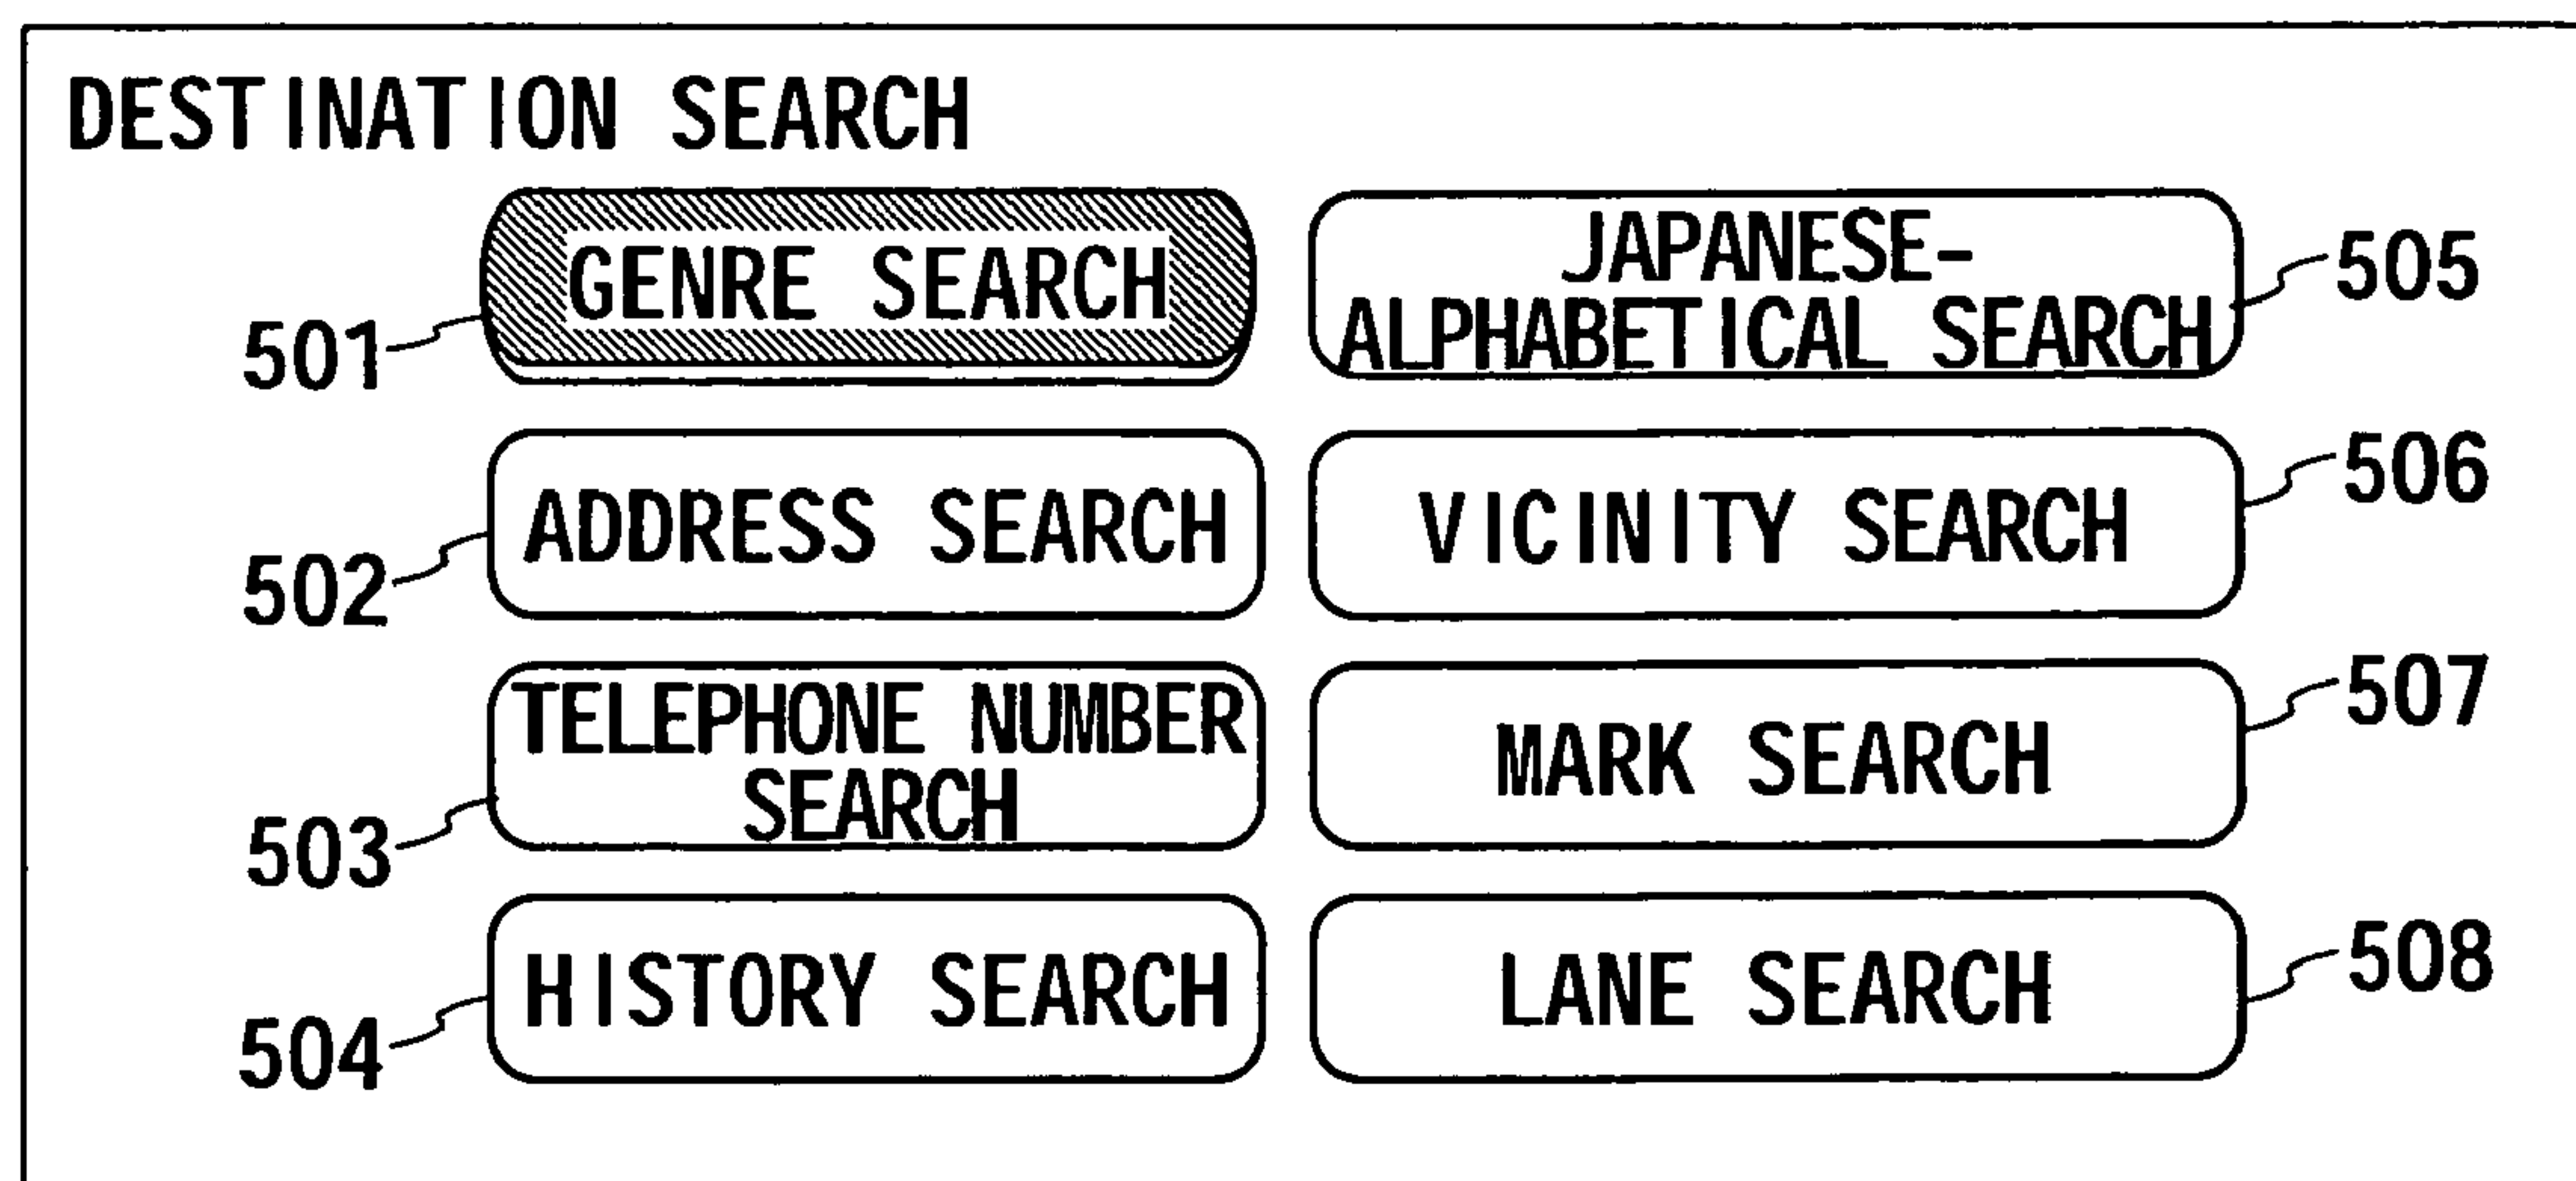 DESTINATION SEARCH
501
GENRE SEARCH
502
ADDRESS SEARCH
503
TELEPHONE NUMBER
SEARCH
504
HISTORY SEARCH
JAPANESE-
ALPHABETICAL SEARCH
505
VICINITY SEARCH
506
MARK SEARCH
507
LANE SEARCH
508